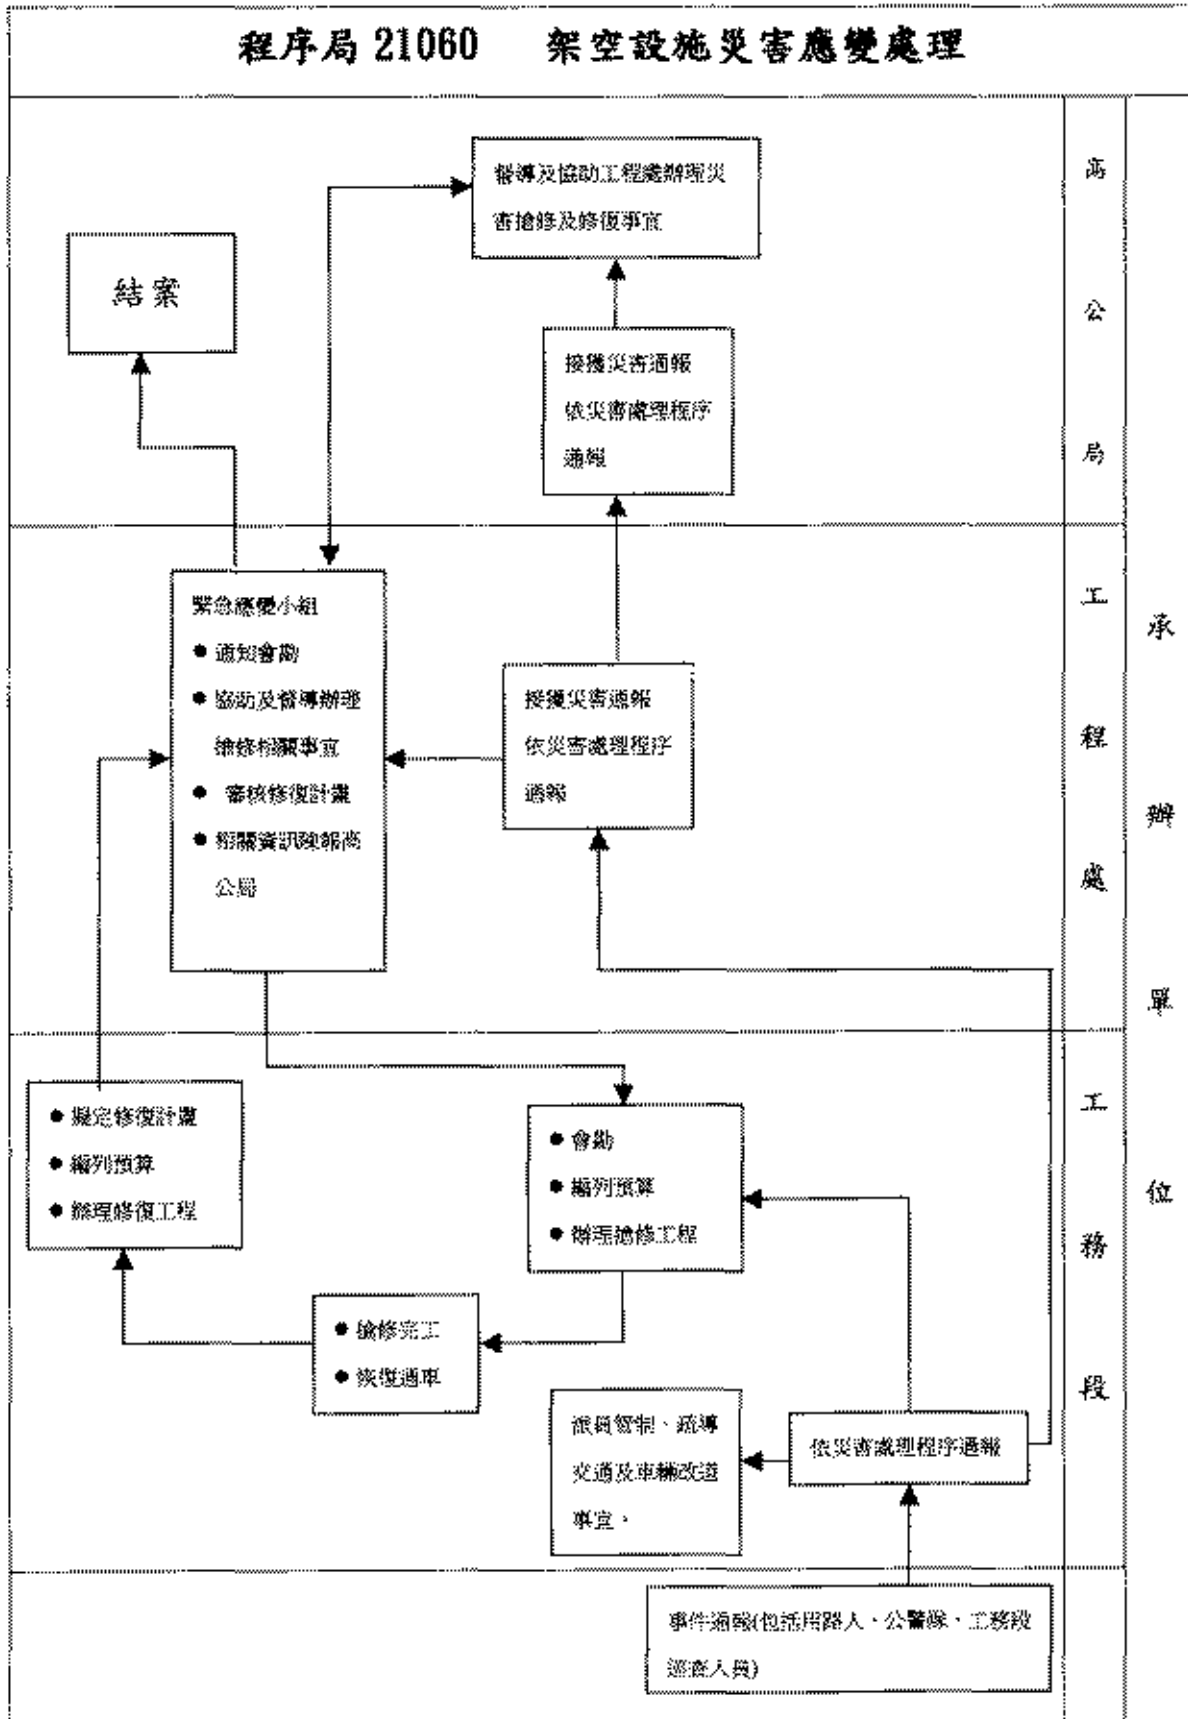 程序局 21060 架空設施災害應變處理
督導及協助工程處辦理災
害搶修及修復事宜
結案
接獲災害通報
依災害處理程序
通報
高公局
緊急應變小組
● 通知會勘
● 協助及督導辦理
維修相關事宜
● 審核修復計畫
● 相關資訊陳報高
公局
接獲災害通報
依災害處理程序
通報
工程處
承辦單位
● 擬定修復計畫
● 編列預算
● 辦理修復工程
● 會勘
● 編列預算
● 辦理搶修工程
● 搶修完工
● 恢復通車
派員管制、疏導
交通及車輛改道
事宜。
依災害處理程序通報
工務段
事件通報(包括用路人、公警隊、工務段
巡查人員)